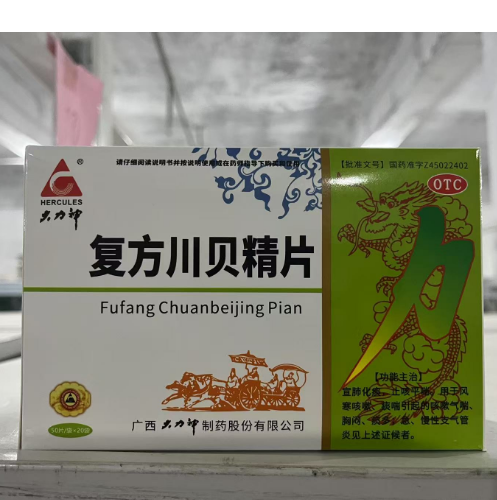 请仔细阅读说明书并按说明使用或在药师指导下购买和使用
【批准文号】国药准字Z45022402
OTC
HERCULES
大力神
复方川贝精片
Fufang Chuanbeijing Pian
力
【功能主治】
宣肺化痰，止咳平喘。用于风
寒咳嗽、痰喘引起的咳嗽气喘、
胸闷、痰多；急、慢性支气管
炎见上述证候者。
广西 大力神 制药股份有限公司